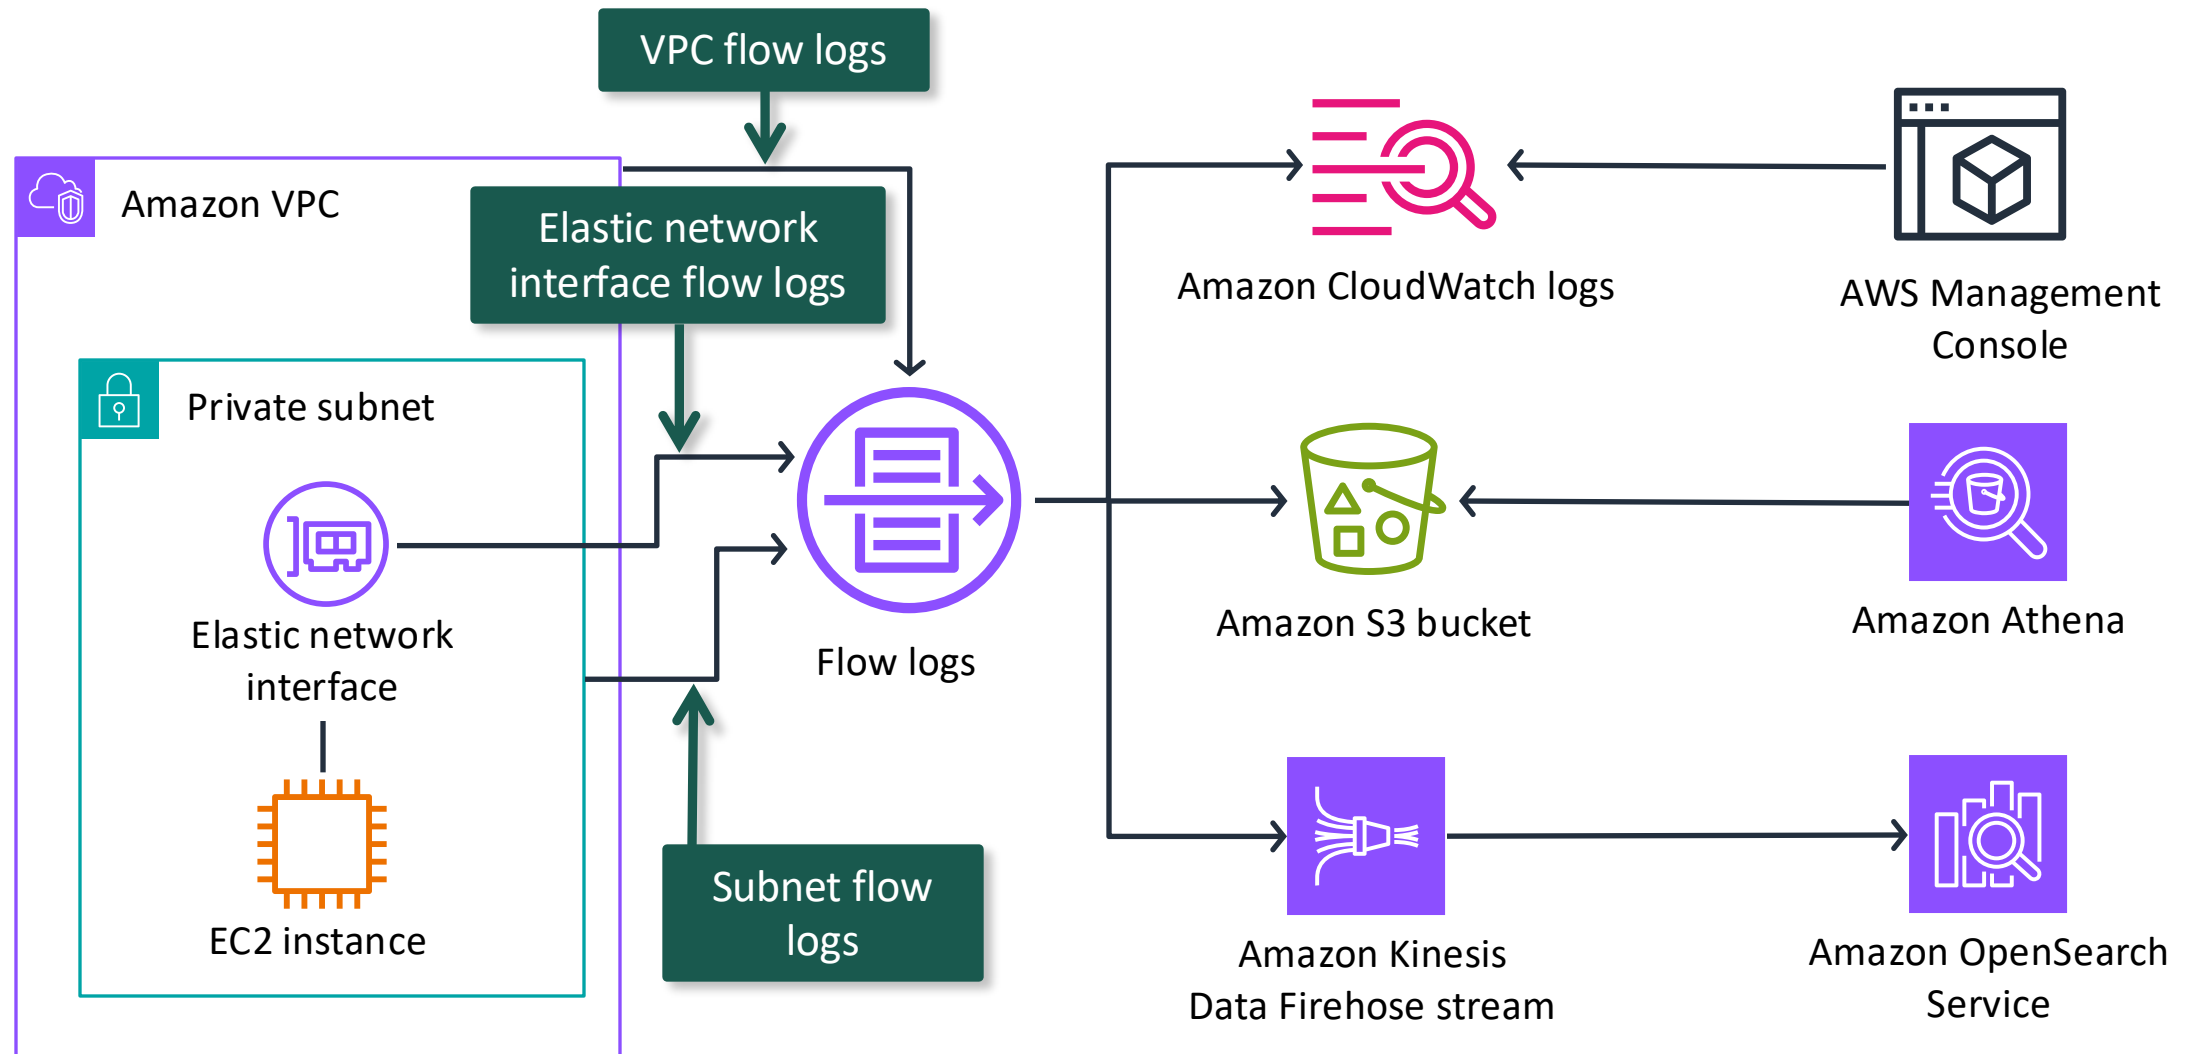 VPC flow logs
Amazon VPC
Elastic network
interface flow logs
Private subnet
Elastic network
interface
EC2 instance
Subnet flow
logs
Flow logs
Amazon CloudWatch logs
AWS Management
Console
Amazon S3 bucket
Amazon Athena
Amazon Kinesis
Data Firehose stream
Amazon OpenSearch
Service